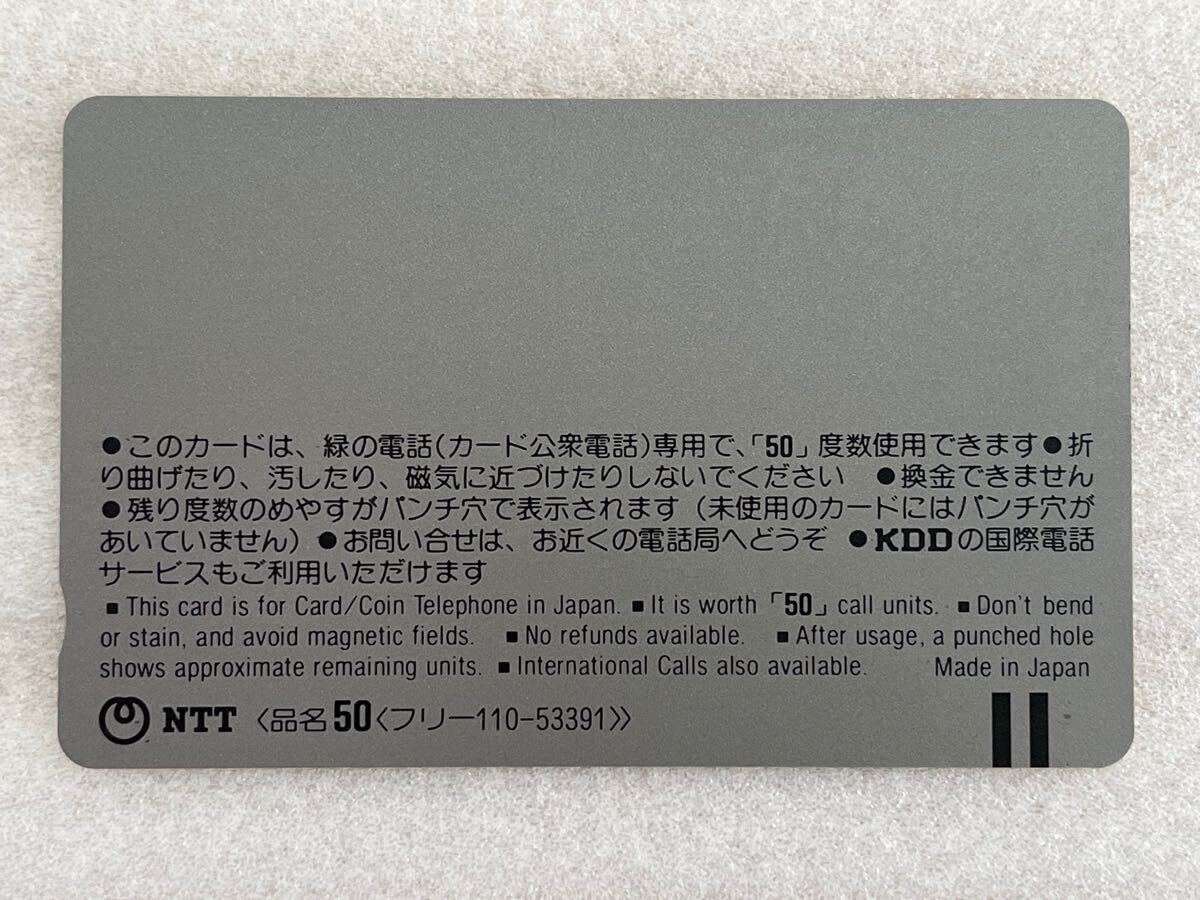 ●このカードは、緑の電話(カード公衆電話)専用で、「50」度数使用できます●折
り曲げたり、汚したり、磁気に近づけたりしないでください ●換金できません
●残り度数のめやすがパンチ穴で表示されます(未使用のカードにはパンチ穴が
あいていません)●お問い合せは、お近くの電話局へどうぞ ●KDDの国際電話
サービスもご利用いただけます
■ This card is for Card/Coin Telephone in Japan. ■ It is worth「50」call units. ■ Don't bend
or stain, and avoid magnetic fields. ■ No refunds available. ■ After usage, a punched hole
shows approximate remaining units. ■ International Calls also available. Made in Japan
NTT 〈品名50〈フリー110-53391〉〉